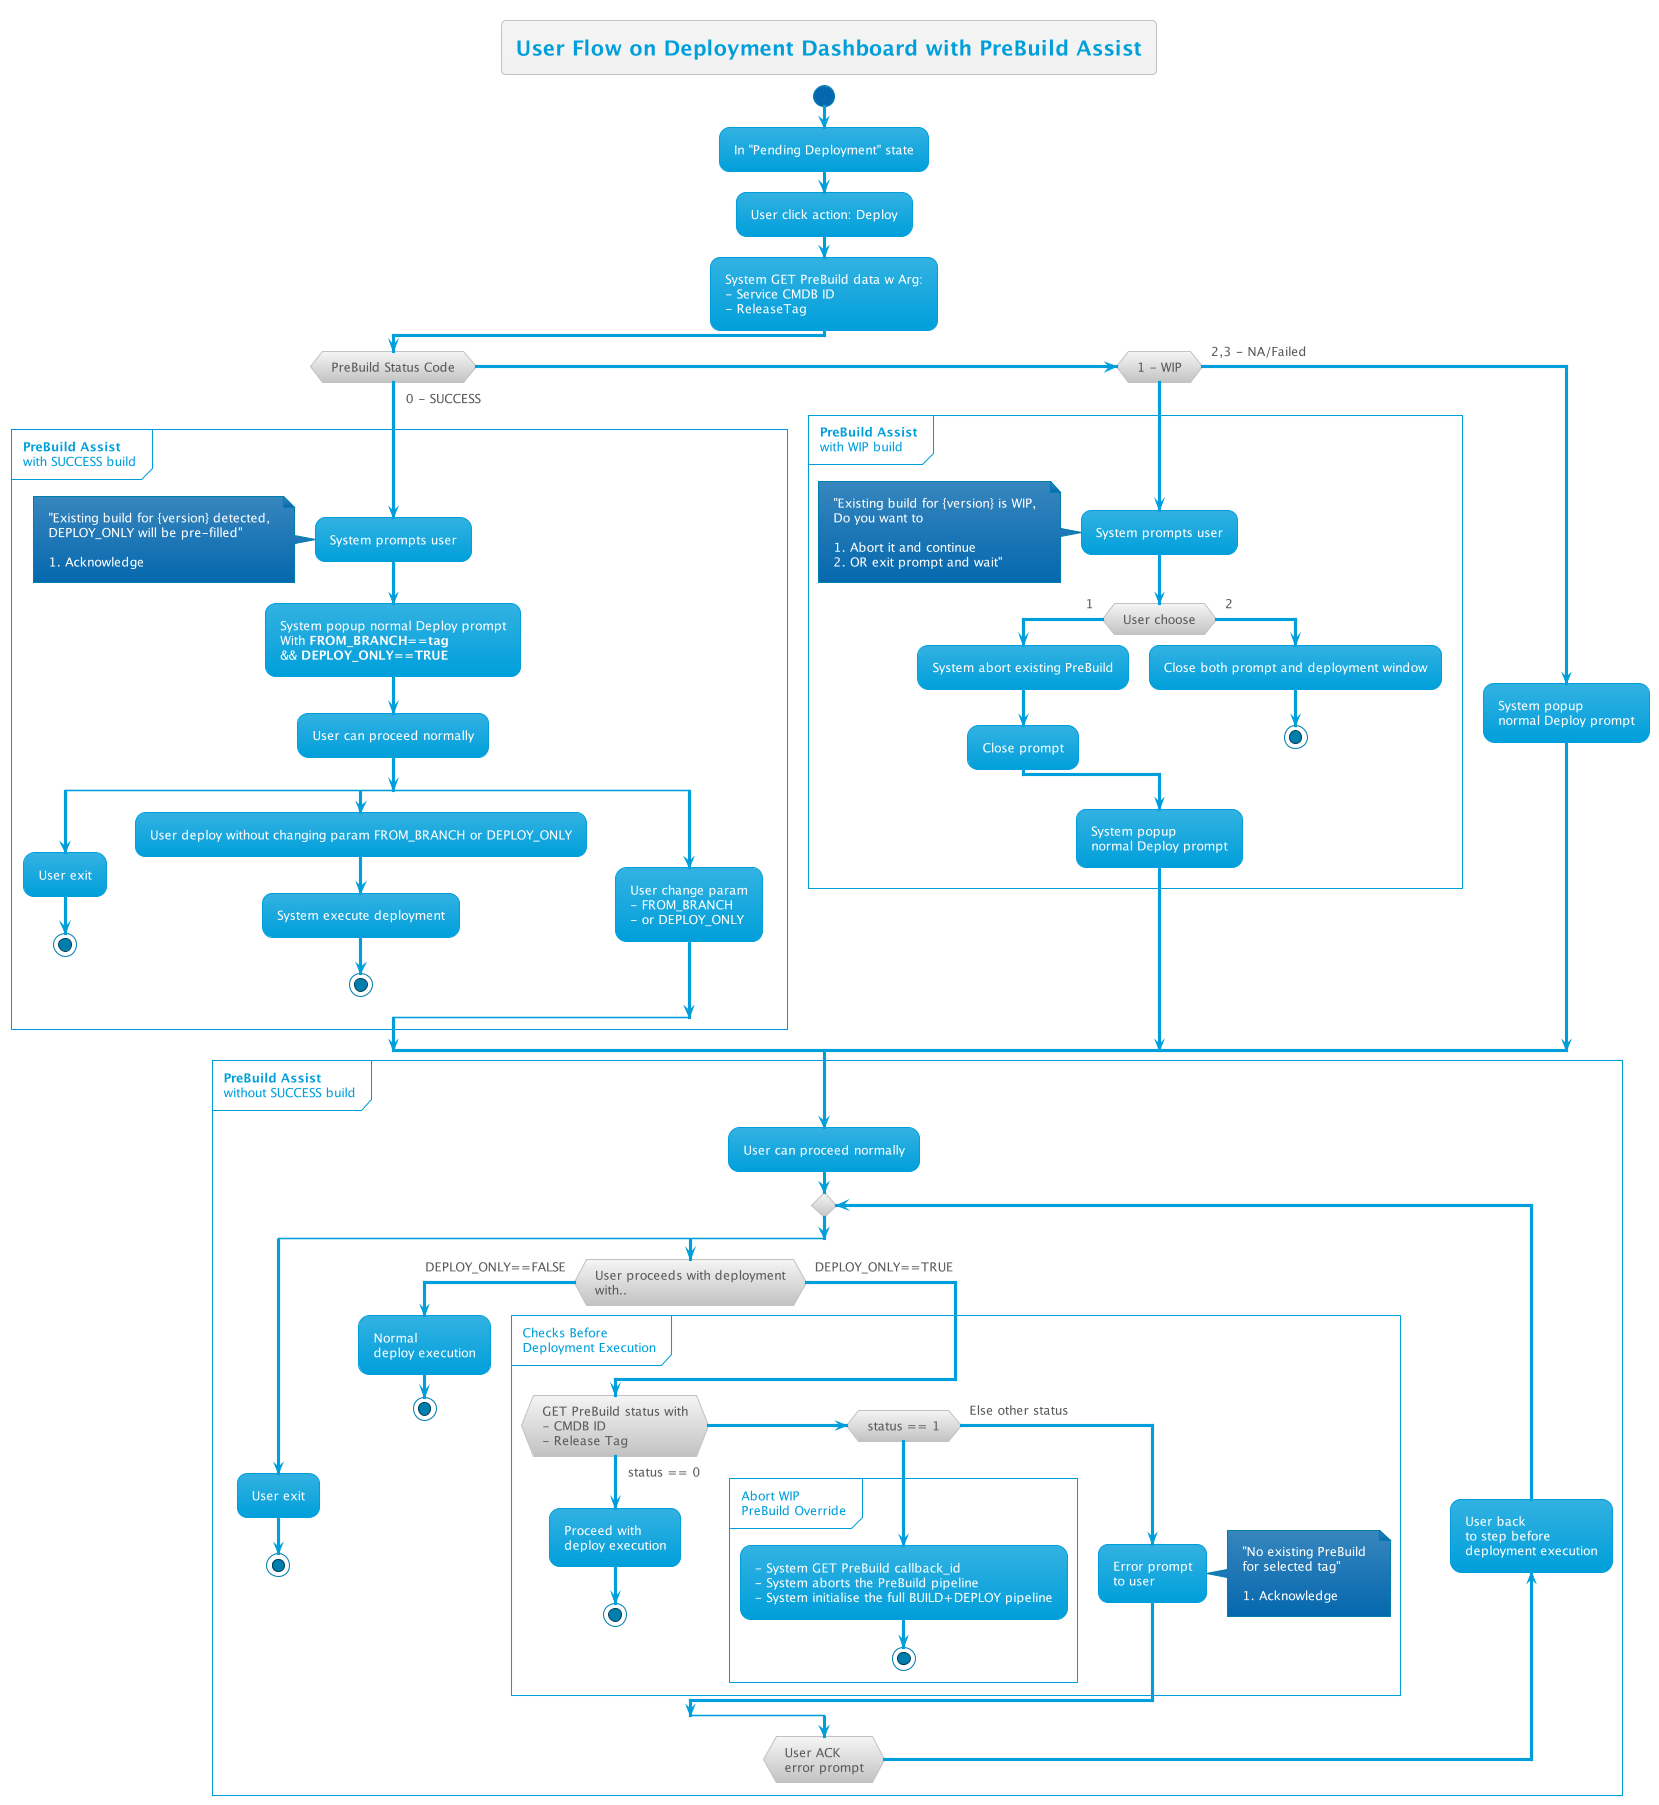 User Flow on Deployment Dashboard with PreBuild Assist
In "Pending Deployment" state
User click action: Deploy
System GET PreBuild data w Arg:
- Service CMDB ID
- ReleaseTag
PreBuild Status Code
0 - SUCCESS
1 - WIP
2,3 - NA/Failed
PreBuild Assist
with SUCCESS build
"Existing build for {version} detected,
DEPLOY_ONLY will be pre-filled"
1. Acknowledge
System prompts user
System popup normal Deploy prompt
With FROM_BRANCH==tag
&& DEPLOY_ONLY==TRUE
User can proceed normally
User exit
User deploy without changing param FROM_BRANCH or DEPLOY_ONLY
System execute deployment
User change param
- FROM_BRANCH
- or DEPLOY_ONLY
PreBuild Assist
with WIP build
"Existing build for {version} is WIP,
Do you want to
1. Abort it and continue
2. OR exit prompt and wait"
System prompts user
1
User choose
2
System abort existing PreBuild
Close both prompt and deployment window
Close prompt
System popup
normal Deploy prompt
System popup
normal Deploy prompt
PreBuild Assist
without SUCCESS build
User can proceed normally
DEPLOY_ONLY==FALSE
User proceeds with deployment
with..
DEPLOY_ONLY==TRUE
Normal
deploy execution
User exit
Checks Before
Deployment Execution
GET PreBuild status with
- CMDB ID
- Release Tag
status == 0
Proceed with
deploy execution
status == 1
Else other status
Abort WIP
PreBuild Override
- System GET PreBuild callback_id
- System aborts the PreBuild pipeline
- System initialise the full BUILD+DEPLOY pipeline
Error prompt
to user
"No existing PreBuild
for selected tag"
1. Acknowledge
User back
to step before
deployment execution
User ACK
error prompt